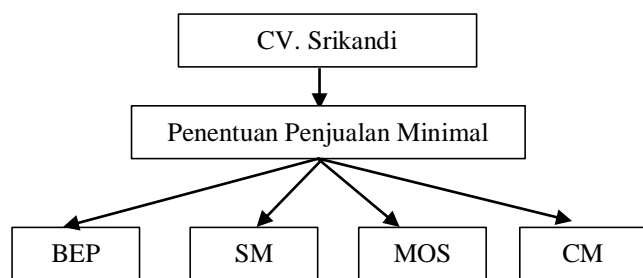 CV. Srikandi
Penentuan Penjualan Minimal
BEP
SM
MOS
CM